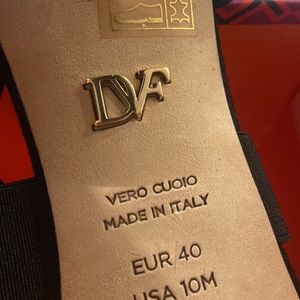 DVF
VERO CUOIO
MADE IN ITALY
EUR 40
USA 10M